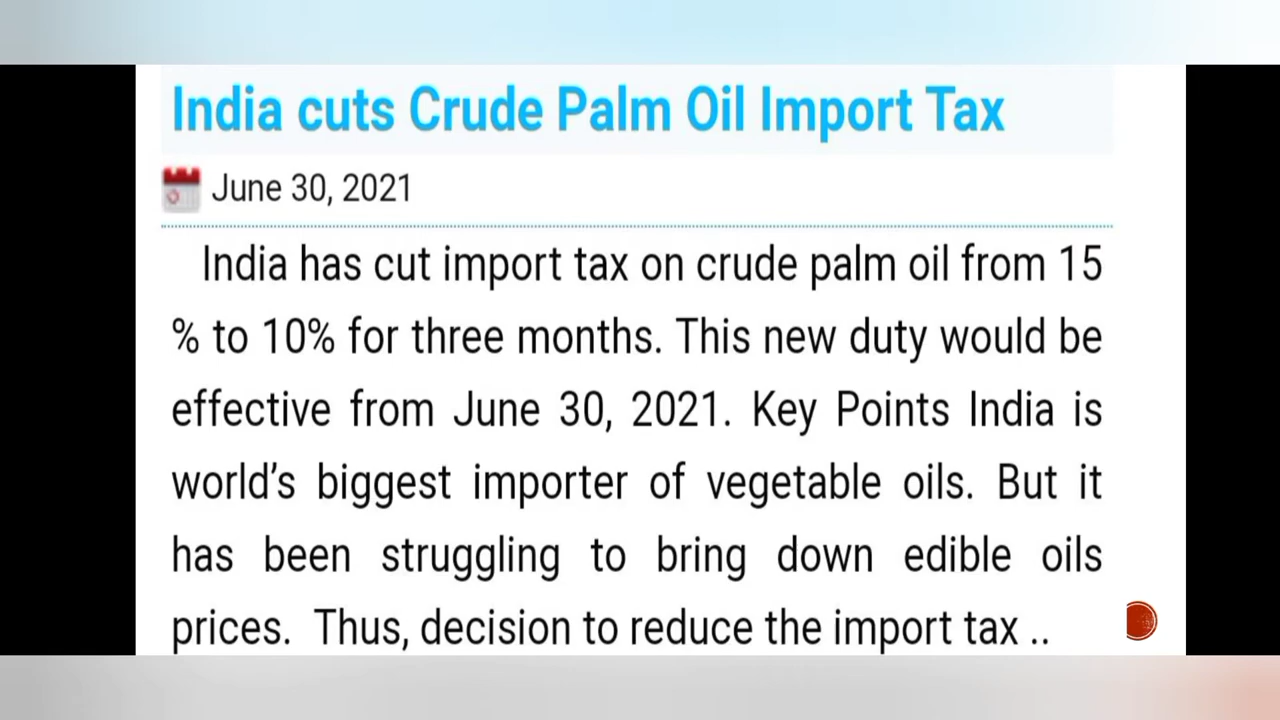 India cuts Crude Palm Oil Import Tax
June 30, 2021
India has cut import tax on crude palm oil from 15
% to 10% for three months. This new duty would be
effective from June 30, 2021. Key Points India is
world’s biggest importer of vegetable oils. But it
has been struggling to bring down edible oils
prices. Thus, decision to reduce the import tax ..